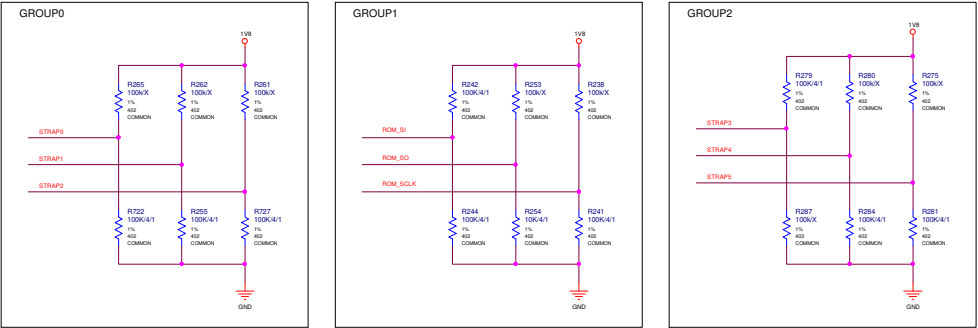 GROUP0
1V8
R265
100k/X
1%
402
COMMON
R262
100k/X
1%
402
COMMON
R261
100k/X
1%
402
COMMON
STRAP0
STRAP1
STRAP2
R722
100K/4/1
1%
402
COMMON
R255
100K/4/1
1%
402
COMMON
R727
100K/4/1
1%
402
COMMON
GND
GROUP1
1V8
R242
100K/4/1
1%
402
COMMON
R253
100k/X
1%
402
COMMON
R238
100k/X
1%
402
COMMON
ROM_SI
ROM_SO
ROM_SCLK
R244
100K/4/1
1%
402
COMMON
R254
10K/4/1
1%
402
COMMON
R241
100K/4/1
1%
402
COMMON
GND
GROUP2
1V8
R279
100K/4/1
1%
402
COMMON
R280
100k/X
1%
402
COMMON
R275
100k/X
1%
402
COMMON
STRAP3
STRAP4
STRAP5
R287
100k/X
1%
402
COMMON
R284
100K/4/1
1%
402
COMMON
R281
100K/4/1
1%
402
COMMON
GND